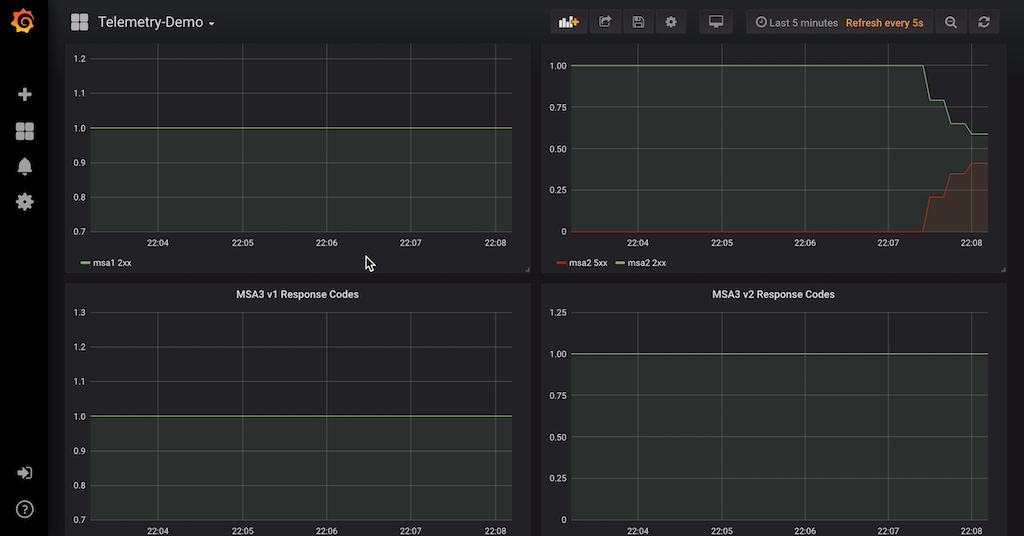 Telemetry-Demo
Last 5 minutes Refresh every 5s
1.2
1.1
1.0
0.9
0.8
0.7
22:04 22:05 22:06 22:07 22:08
msa1 2xx
1.00
0.75
0.50
0.25
0
22:04 22:05 22:06 22:07 22:08
msa2 5xx msa2 2xx
MSA3 v1 Response Codes
1.3
1.2
1.1
1.0
0.9
0.8
0.7
22:04 22:05 22:06 22:07 22:08
MSA3 v2 Response Codes
1.25
1.00
0.75
0.50
0.25
0
22:04 22:05 22:06 22:07 22:08